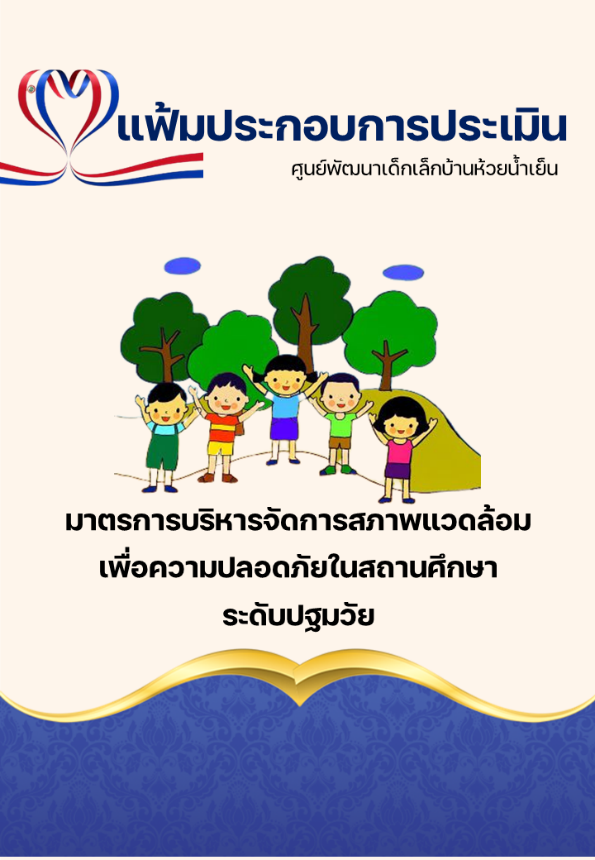 แฟ้มประกอบการประเมิน
ศูนย์พัฒนาเด็กเล็กบ้านห้วยน้ำเย็น
มาตรการบริหารจัดการสภาพแวดล้อม
เพื่อความปลอดภัยในสถานศึกษา
ระดับปฐมวัย